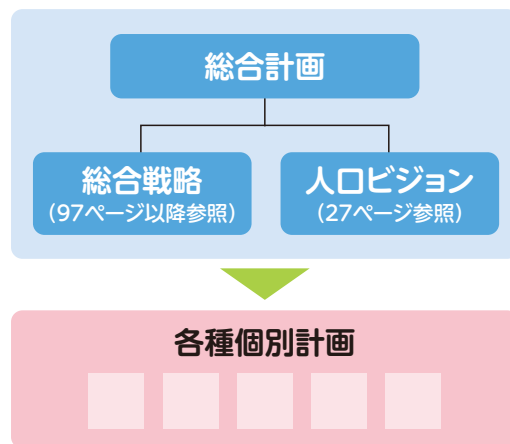 総合計画
総合戦略
（97ページ以降参照）
人口ビジョン
（27ページ参照）
各種個別計画